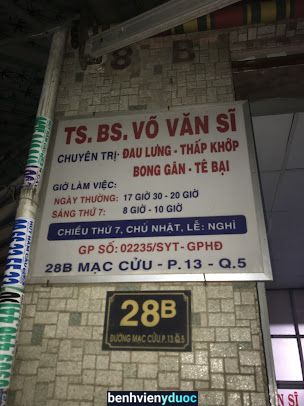 28 B
TS. BS. VÕ VĂN SĨ
CHUYÊN TRỊ: ĐAU LƯNG - THẤP KHỚP
BONG GÂN - TÊ BẠI
GIỜ LÀM VIỆC:
NGÀY THƯỜNG: 17 GIỜ 30 - 20 GIỜ
SÁNG THỨ 7: 8 GIỜ - 10 GIỜ
CHIỀU THỨ 7, CHỦ NHẬT, LỄ: NGHỈ
GP SỐ: 02235/SYT - GPHĐ
28B MẠC CỬU - P.13 - Q.5
28B
ĐƯỜNG MẠC CỬU P.13 Q.5
benhvienyduoc